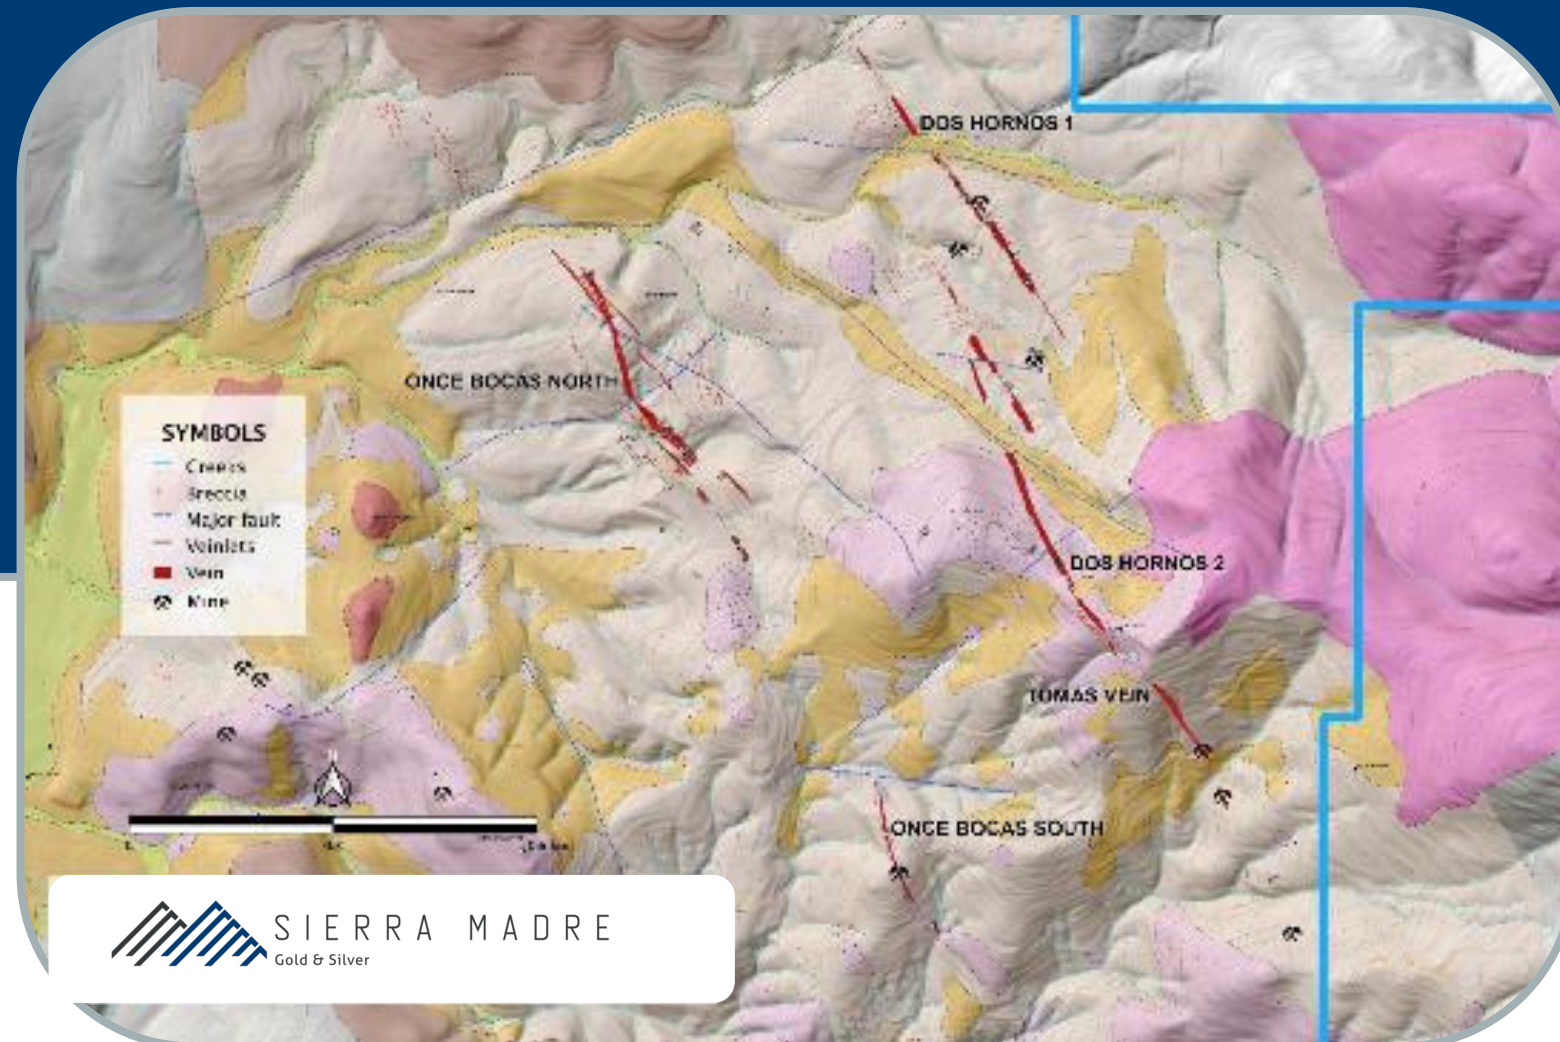 DOS HORNOS 1
ONCE BOCAS NORTH
SYMBOLS
Creeks
Breccia
Major fault
Veinlets
Vein
Mine
DOS HORNOS 2
TOMAS VEIN
N
ONCE BOCAS SOUTH
SIERRA MADRE
Gold & Silver